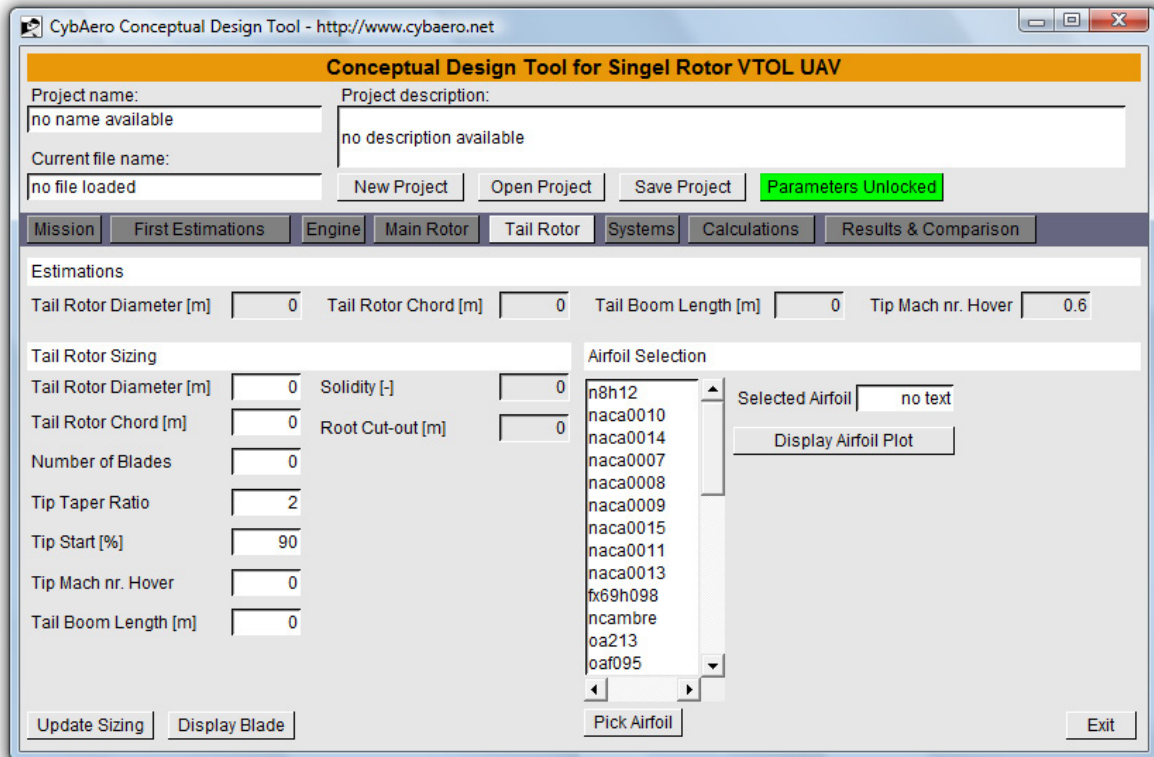 CybAero Conceptual Design Tool - http://www.cybaero.net
Conceptual Design Tool for Singel Rotor VTOL UAV
Project name:
Project description:
no name available
no description available
Current file name:
no file loaded
New Project
Open Project
Save Project
Parameters Unlocked
Mission
First Estimations
Engine
Main Rotor
Tail Rotor
Systems
Calculations
Results & Comparison
Estimations
Tail Rotor Diameter [m] 0
Tail Rotor Chord [m] 0
Tail Boom Length [m] 0
Tip Mach nr. Hover 0.6
Tail Rotor Sizing
Tail Rotor Diameter [m] 0
Solidity [-] 0
Tail Rotor Chord [m] 0
Root Cut-out [m] 0
Number of Blades 0
Tip Taper Ratio 2
Tip Start [%] 90
Tip Mach nr. Hover 0
Tail Boom Length [m] 0
Update Sizing
Display Blade
Airfoil Selection
n8h12
naca0010
naca0014
naca0007
naca0008
naca0009
naca0015
naca0011
naca0013
fx69h098
ncambre
oa213
oaf095
Selected Airfoil no text
Display Airfoil Plot
Pick Airfoil
Exit